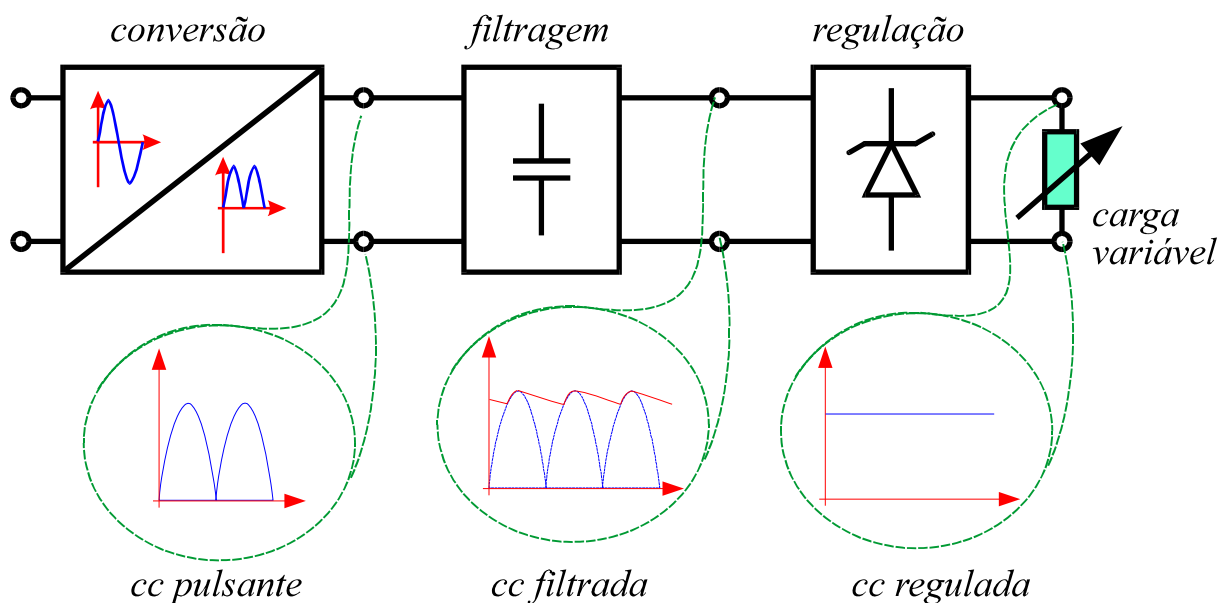 conversão
filtragem
regulação
carga
variável
cc pulsante
cc filtrada
cc regulada